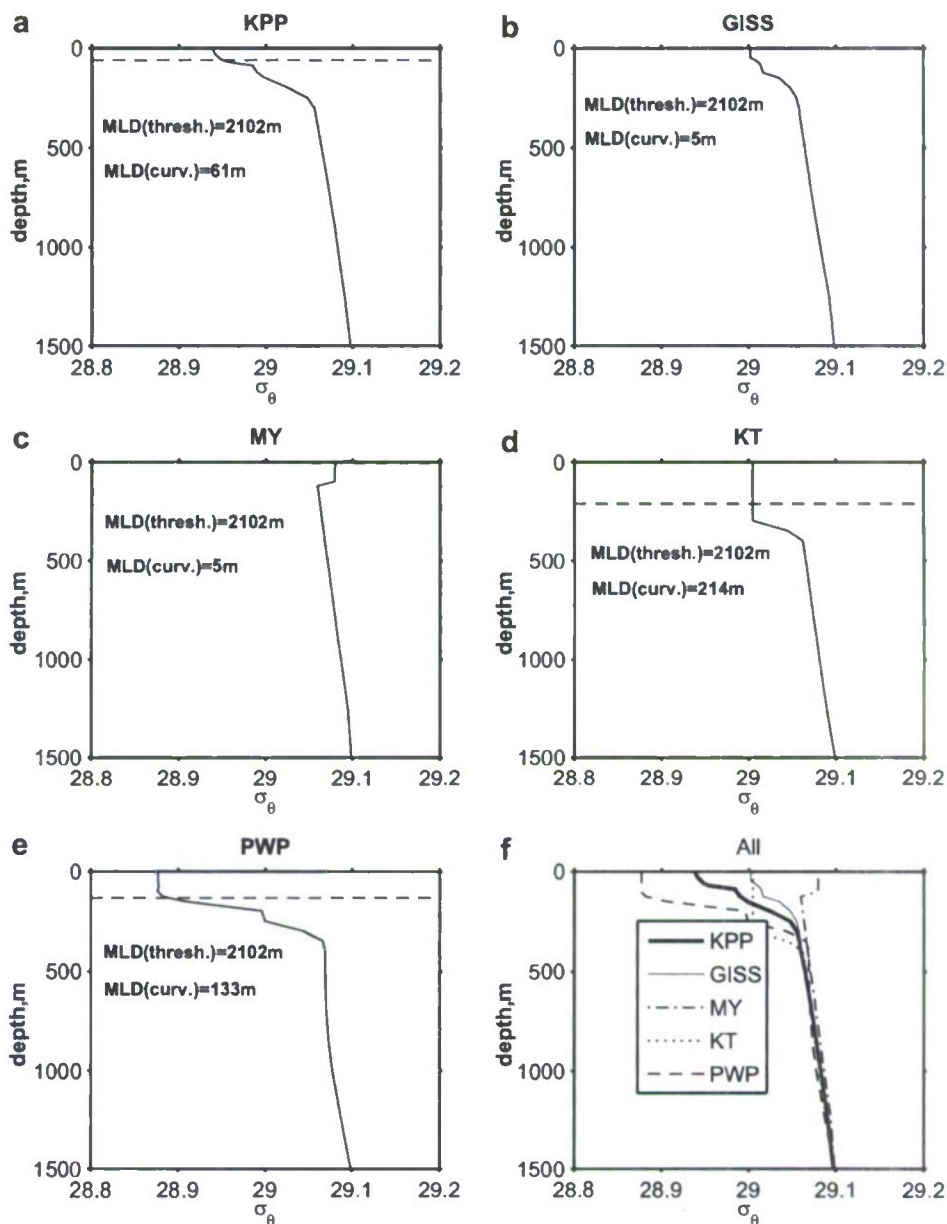 a
KPP
0
500
1000
1500
depth,m
MLD(thresh.)=2102m
MLD(curv.)=61m
28.8 28.9 29 29.1 29.2
σθ
b
GISS
0
500
1000
1500
depth,m
MLD(thresh.)=2102m
MLD(curv.)=5m
28.8 28.9 29 29.1 29.2
σθ
c
MY
0
500
1000
1500
depth,m
MLD(thresh.)=2102m
MLD(curv.)=5m
28.8 28.9 29 29.1 29.2
σθ
d
KT
0
500
1000
1500
depth,m
MLD(thresh.)=2102m
MLD(curv.)=214m
28.8 28.9 29 29.1 29.2
σθ
e
PWP
0
500
1000
1500
depth,m
MLD(thresh.)=2102m
MLD(curv.)=133m
28.8 28.9 29 29.1 29.2
σθ
f
All
0
500
1000
1500
depth,m
KPP
GISS
MY
KT
PWP
28.8 28.9 29 29.1 29.2
σθ